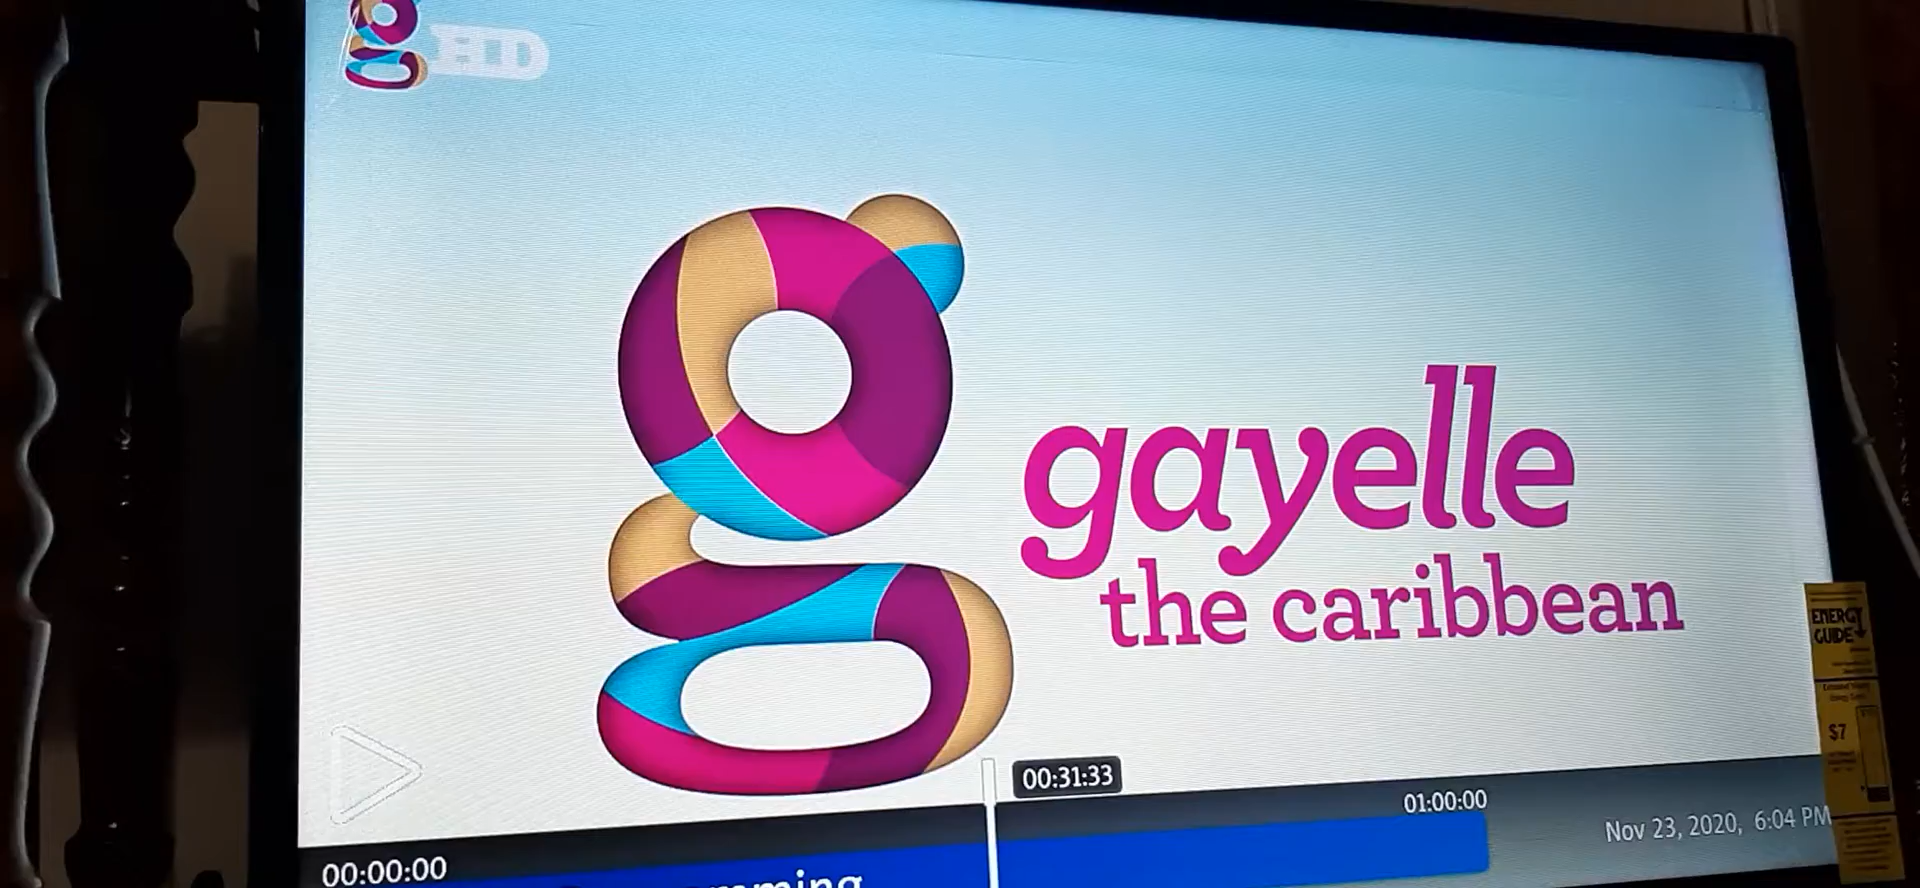 g HD
g
gayelle
the caribbean
ENERGY
GUIDE
$7
00:31:33
01:00:00
Nov 23, 2020, 6:04 PM
00:00:00